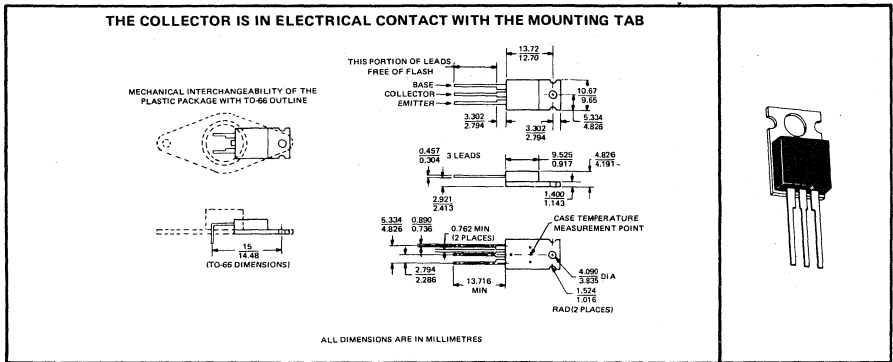 THE COLLECTOR IS IN ELECTRICAL CONTACT WITH THE MOUNTING TAB
MECHANICAL INTERCHANGEABILITY OF THE
PLASTIC PACKAGE WITH TO-66 OUTLINE
15
14.48
(TO-66 DIMENSIONS)
13.72
12.70
THIS PORTION OF LEADS
FREE OF FLASH
BASE
COLLECTOR
EMITTER
10.67
9.65
3.302
2.794
3.302
2.794
5.334
4.826
0.457
0.304
3 LEADS
9.525
0.917
4.826
4.191
2.921
2.413
1.400
1.143
5.334
4.826
0.890
0.736
0.762 MIN
(2 PLACES)
CASE TEMPERATURE
MEASUREMENT POINT
2.794
2.286
13.716
MIN
4.090
3.835
DIA
1.524
1.016
RAD(2 PLACES)
ALL DIMENSIONS ARE IN MILLIMETRES